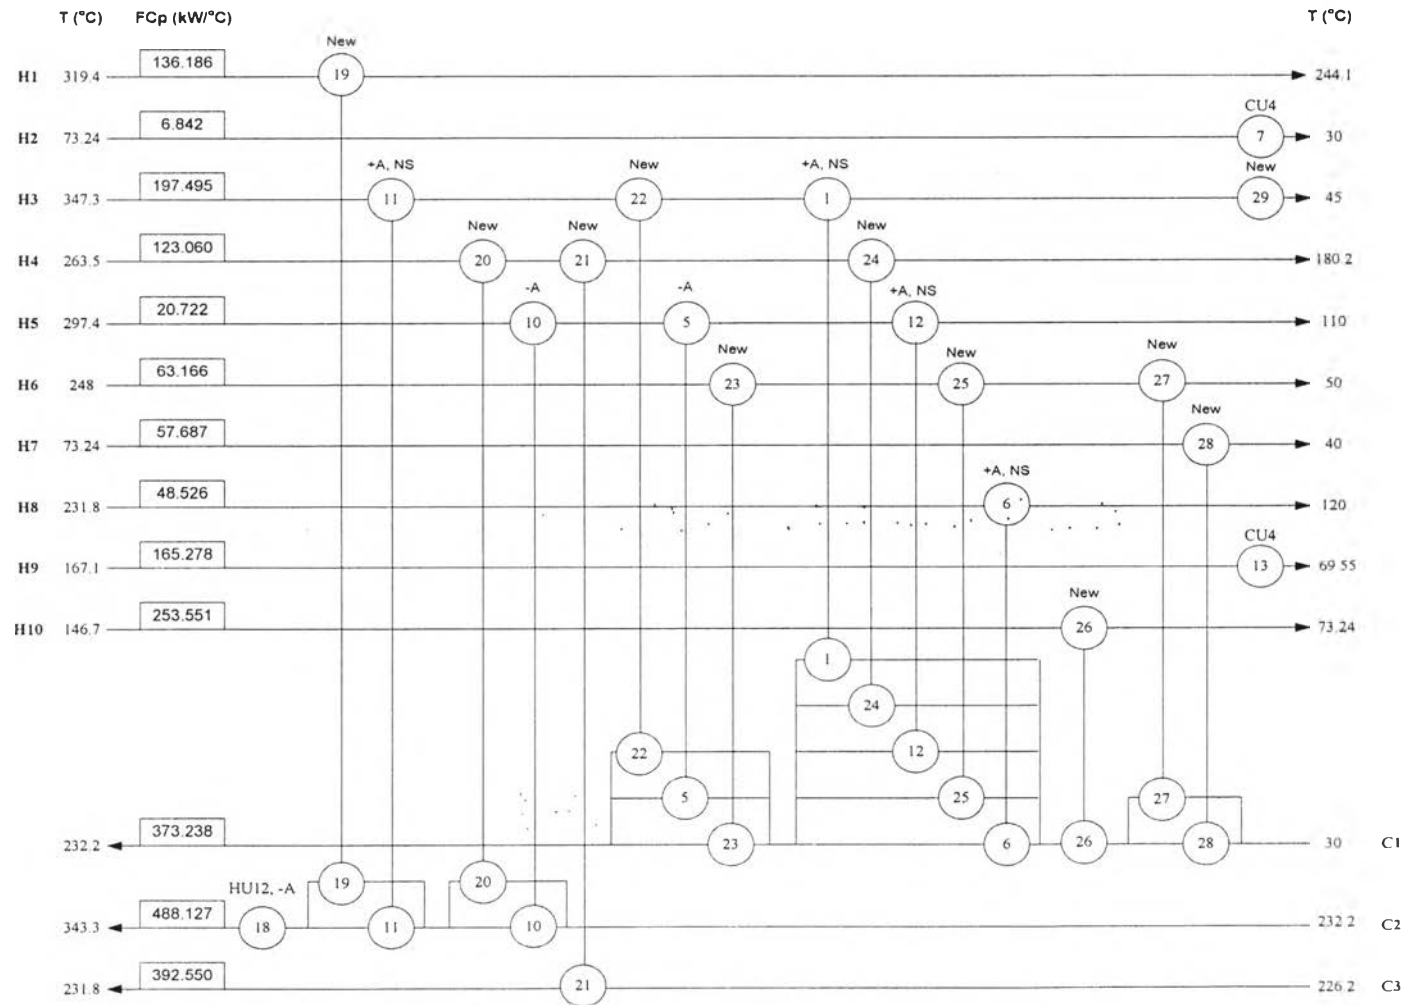 T (°C) FCp (kW/°C) T (°C)
New
136.186
H1 319.4 19 244.1
CU4
6.842
H2 73.24 7 30
+A, NS New +A, NS New
197.495
H3 347.3 11 22 1 29 45
New New New
123.060
H4 263.5 20 21 24 180.2
-A -A +A, NS
20.722
H5 297.4 10 5 12 110
New New New
63.166
H6 248 23 25 27 50
New
57.687
H7 73.24 28 40
+A, NS
48.526
H8 231.8 6 120
CU4
165.278
H9 167.1 13 69 55
New
253.551
H10 146.7 26 73.24
1
24
22 12
5 25 27
373.238
232.2 23 6 26 28 30 C1
19 20
HU12, -A
488.127
343.3 18 11 10 232 2 C2
392.550
231.8 21 226.2 C3